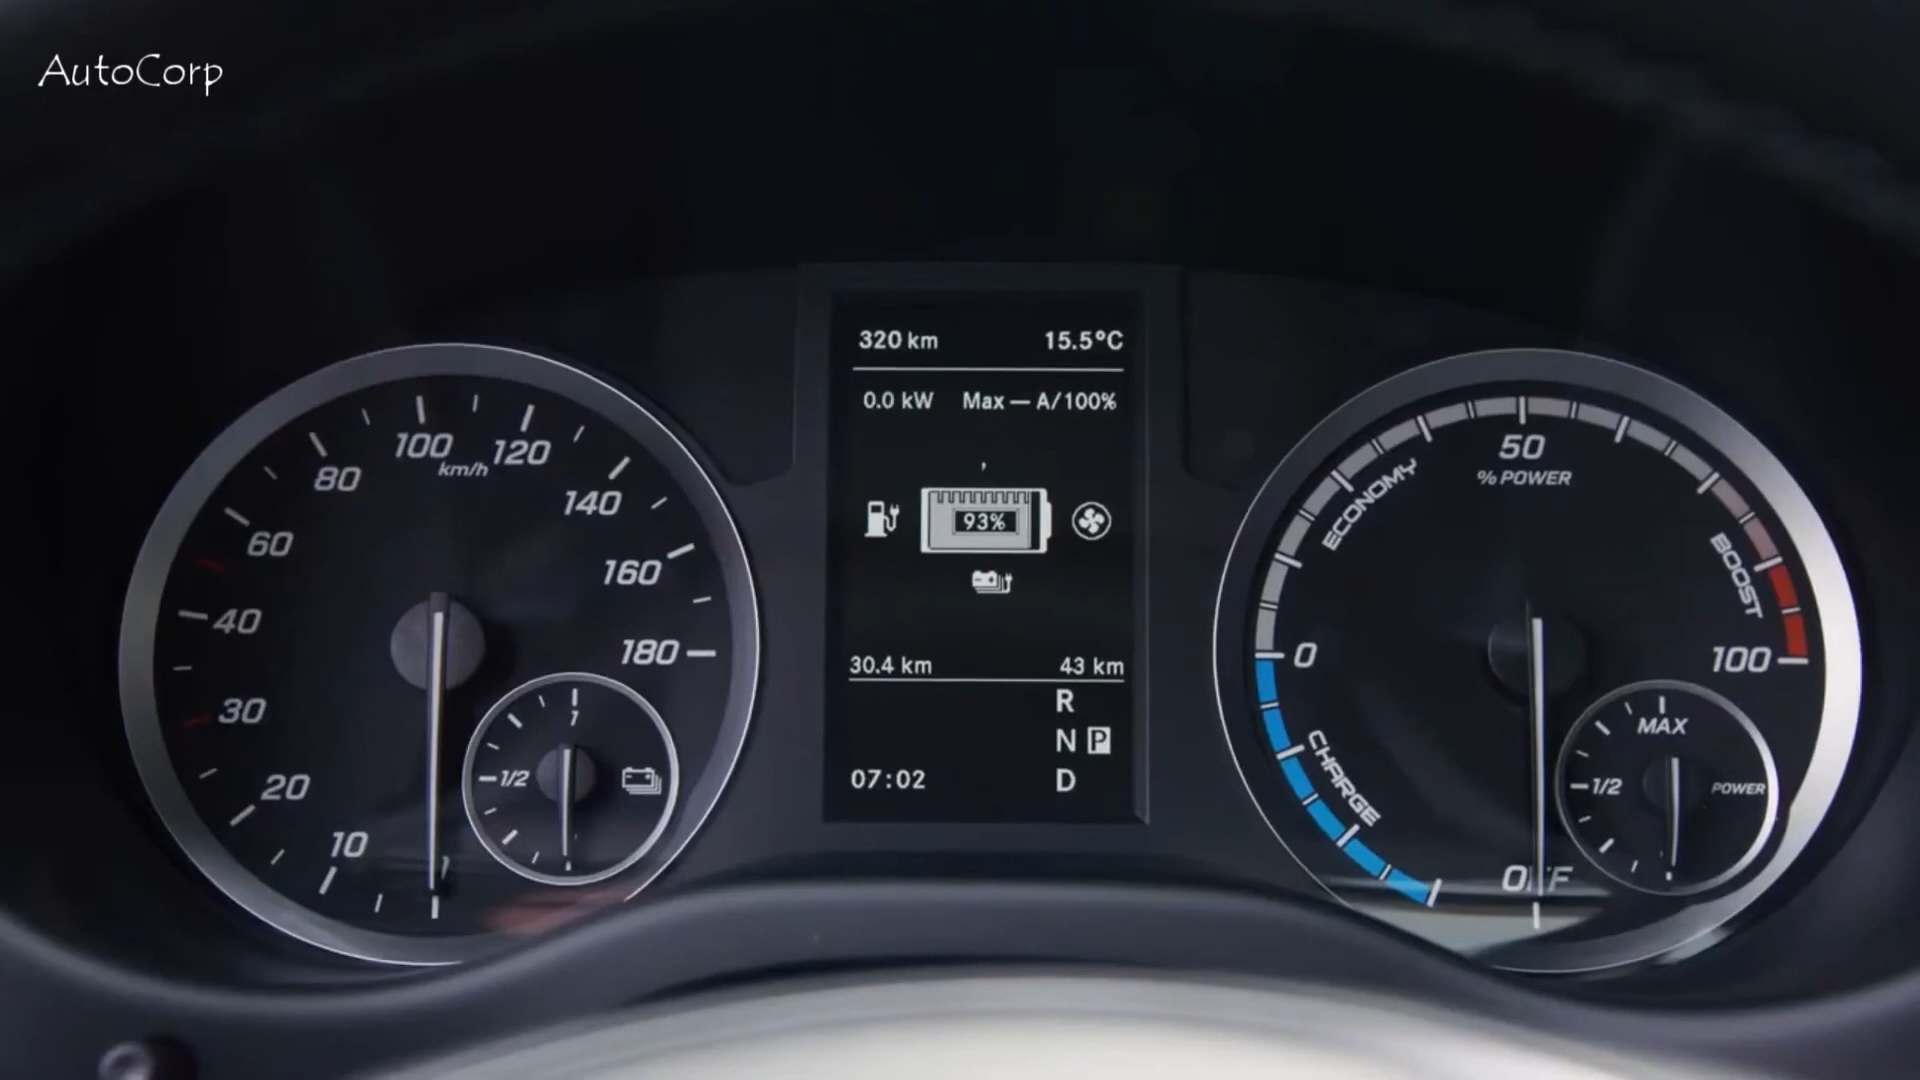 AutoCorp
320 km 15.5°C
0.0 kW Max — A/100%
93%
30.4 km 43 km
R
N P
07:02 D
100 120
km/h
80 140
60 160
40 180
30
20
10
1
1/2
50
% POWER
ECONOMY
BOOST
0 100
CHARGE
OFF
MAX
1/2 POWER